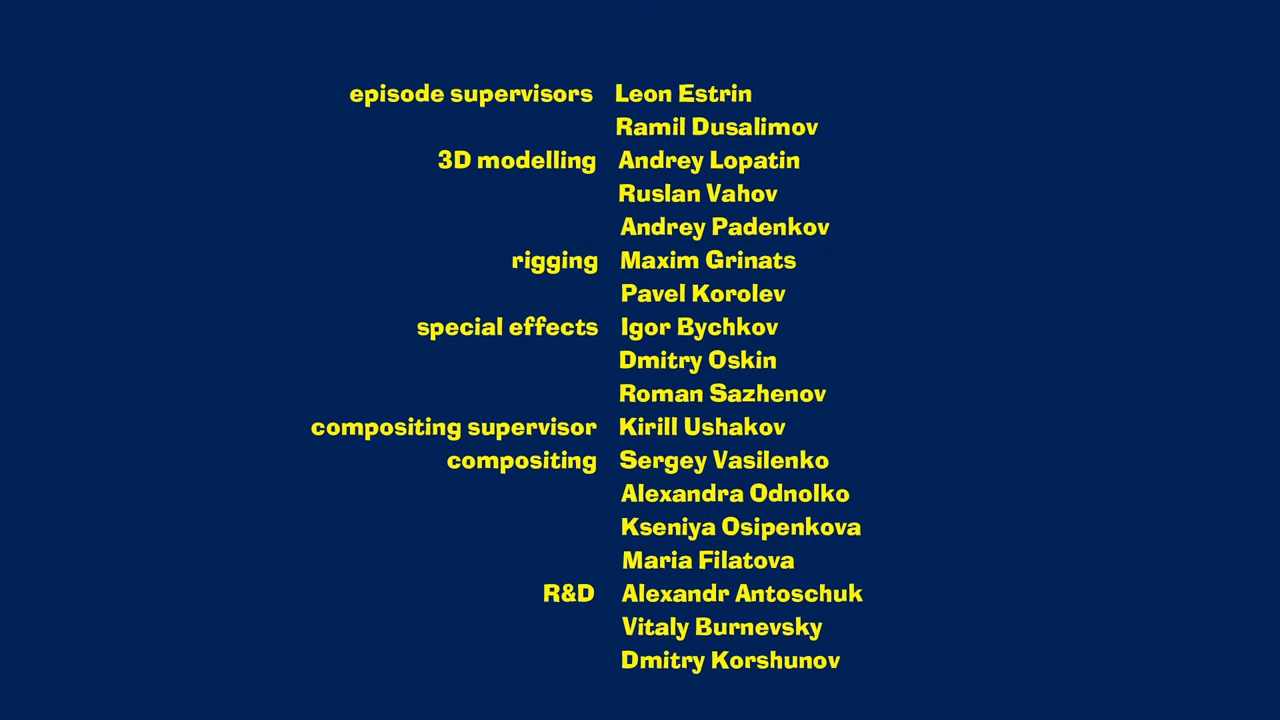 episode supervisors Leon Estrin
Ramil Dusalimov
3D modelling Andrey Lopatin
Ruslan Vahov
Andrey Padenkov
rigging Maxim Grinats
Pavel Korolev
special effects Igor Bychkov
Dmitry Oskin
Roman Sazhenov
compositing supervisor Kirill Ushakov
compositing Sergey Vasilenko
Alexandra Odnolko
Kseniya Osipenkova
Maria Filatova
R&D Alexandr Antoschuk
Vitaly Burnevsky
Dmitry Korshunov